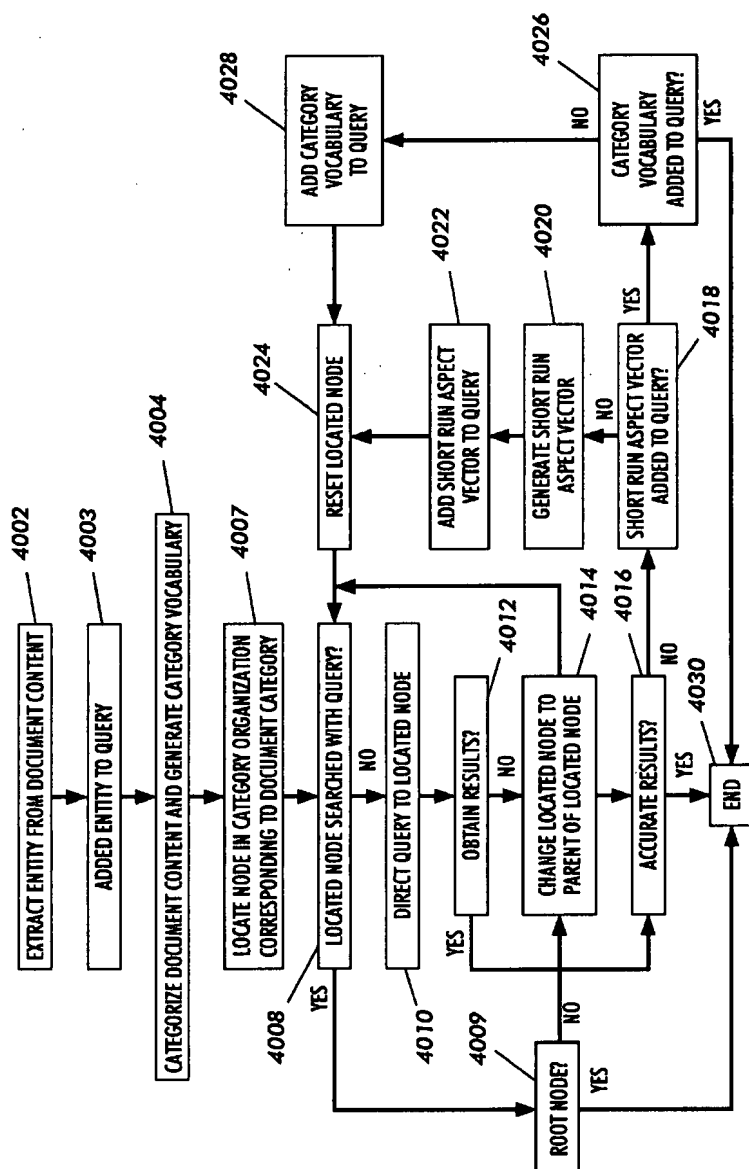 4002
EXTRACT ENTITY FROM DOCUMENT CONTENT
4003
ADDED ENTITY TO QUERY
4004
CATEGORIZE DOCUMENT CONTENT AND GENERATE CATEGORY VOCABULARY
4007
LOCATE NODE IN CATEGORY ORGANIZATION
CORRESPONDING TO DOCUMENT CATEGORY
4008
LOCATED NODE SEARCHED WITH QUERY?
YES
NO
4009
ROOT NODE?
NO
YES
4010
DIRECT QUERY TO LOCATED NODE
4012
OBTAIN RESULTS?
YES
NO
4014
CHANGE LOCATED NODE TO
PARENT OF LOCATED NODE
4016
ACCURATE RESULTS?
NO
YES
4030
END
4018
SHORT RUN ASPECT VECTOR
ADDED TO QUERY?
NO
YES
4020
GENERATE SHORT RUN
ASPECT VECTOR
4022
ADD SHORT RUN ASPECT
VECTOR TO QUERY
4024
RESET LOCATED NODE
4026
CATEGORY
VOCABULARY
ADDED TO QUERY?
NO
YES
4028
ADD CATEGORY
VOCABULARY
TO QUERY